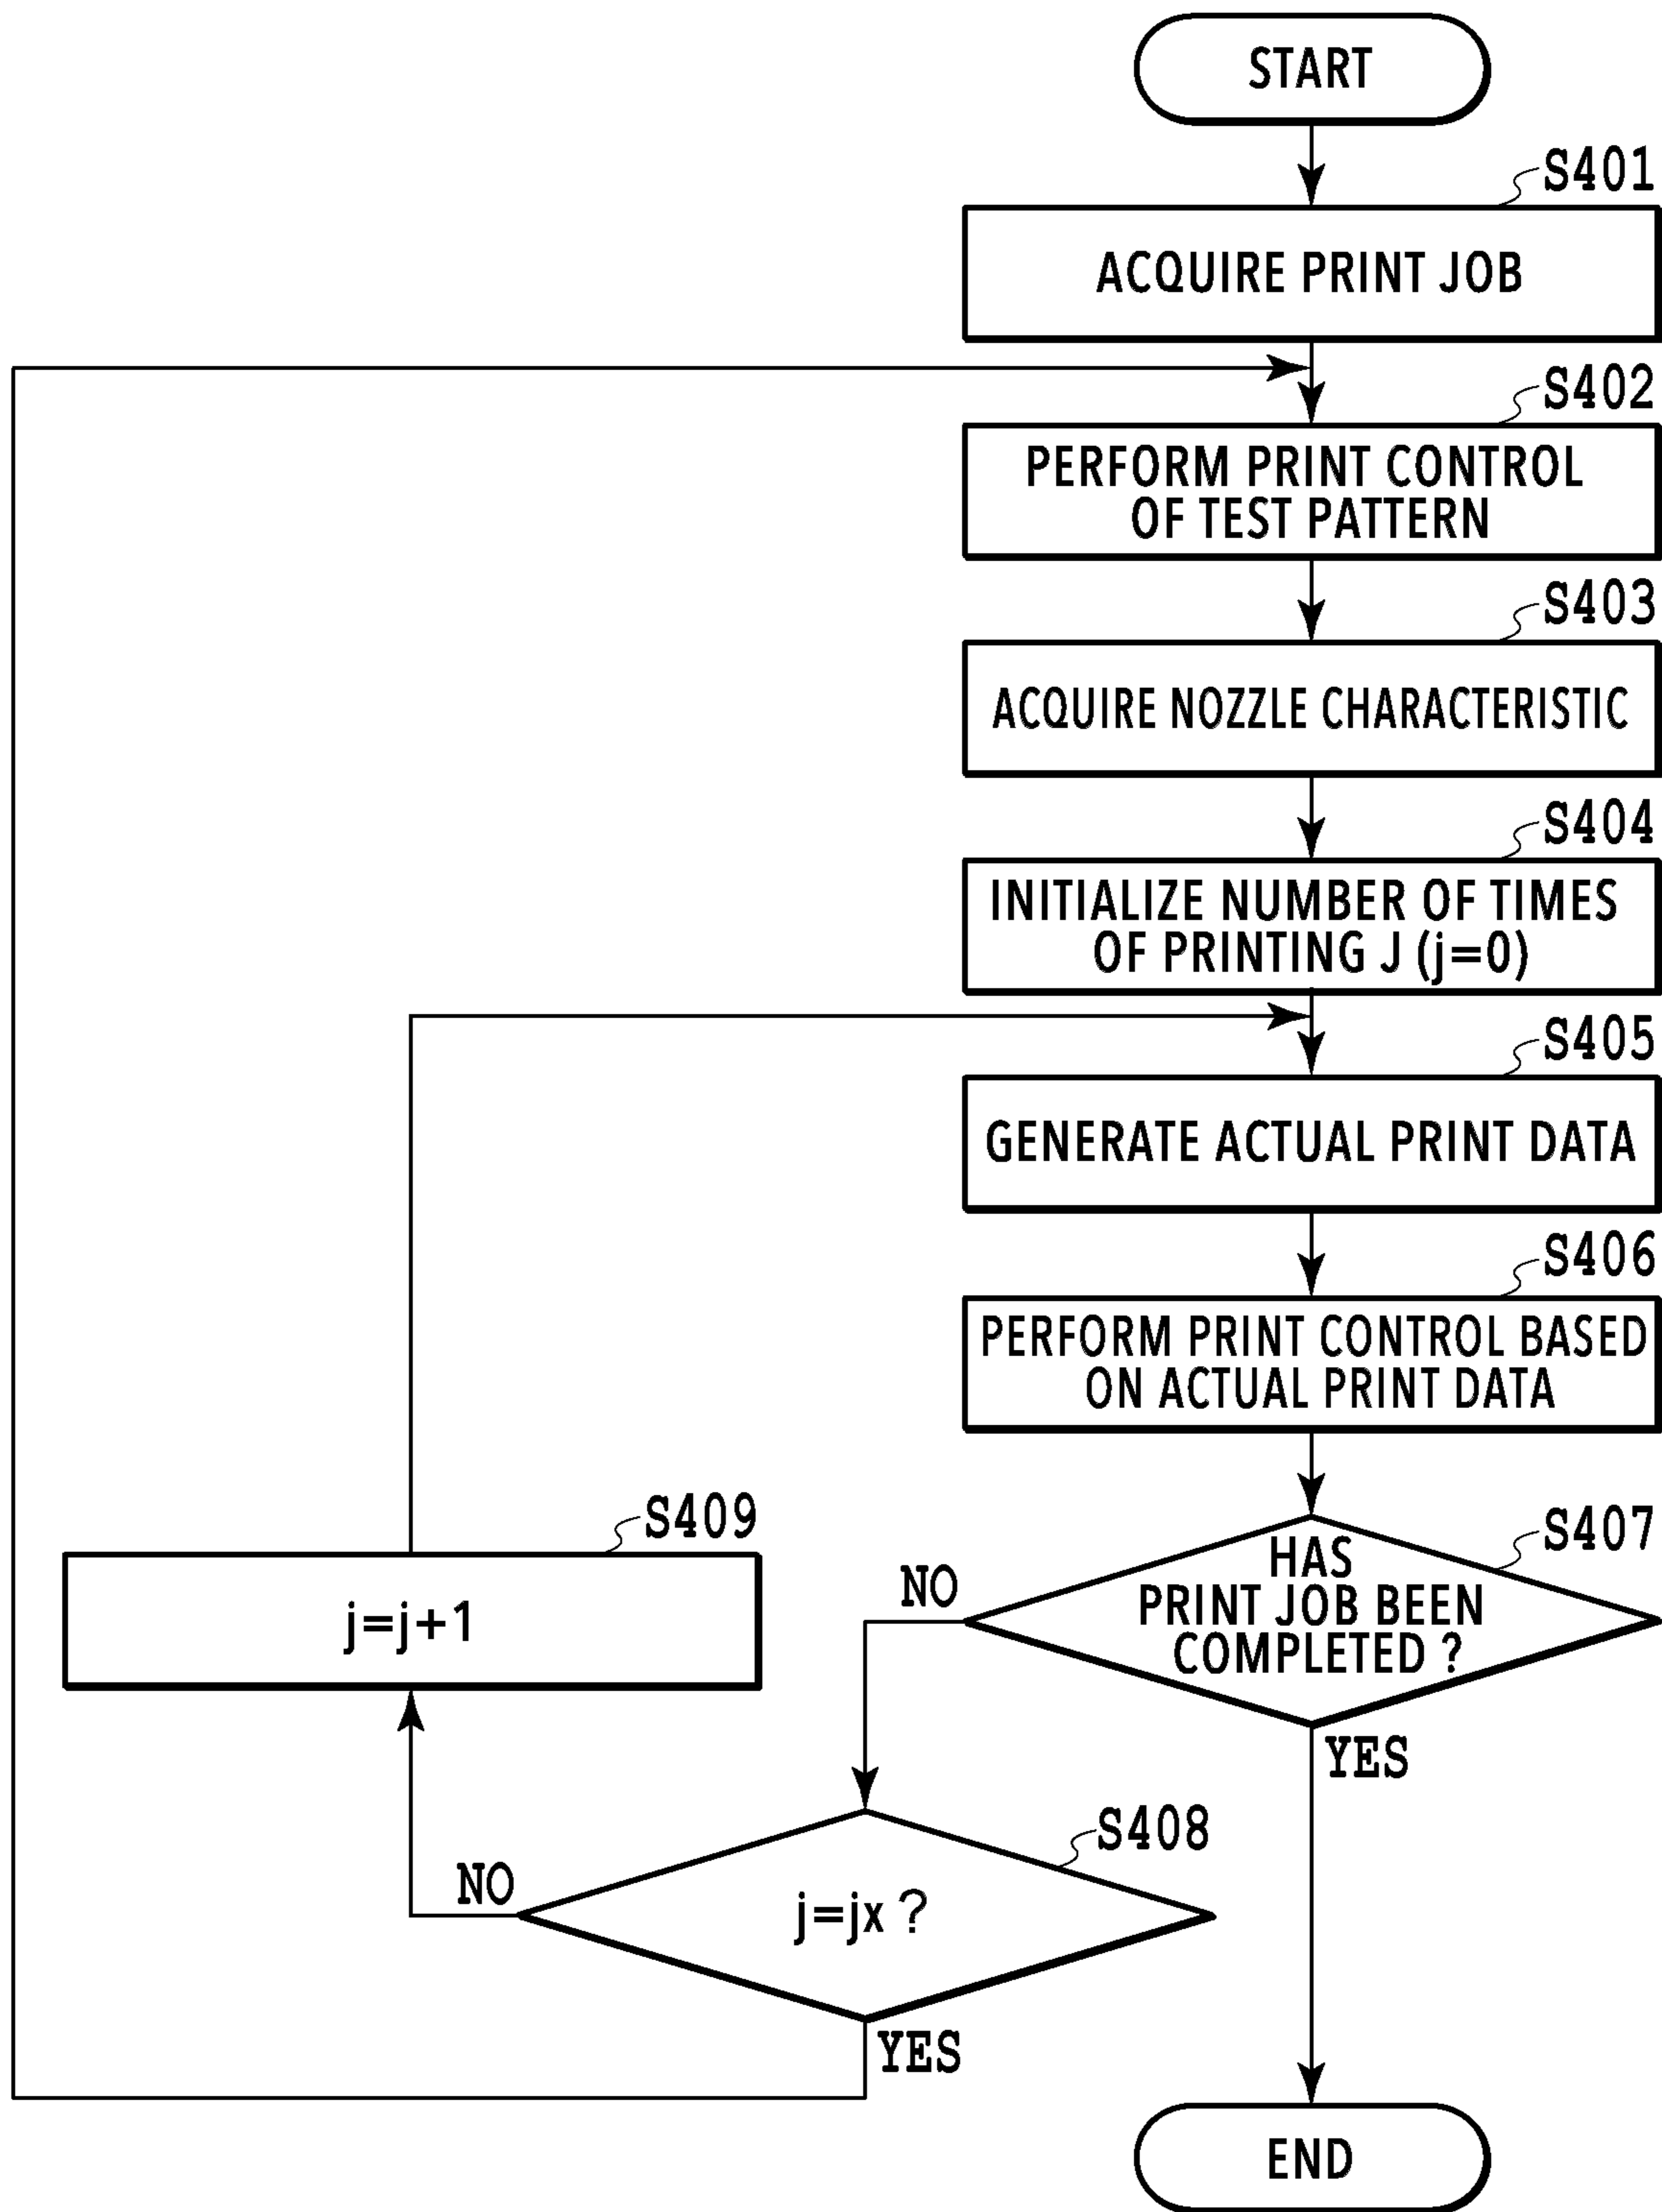 START
S401
ACQUIRE PRINT JOB
S402
PERFORM PRINT CONTROL
OF TEST PATTERN
S403
ACQUIRE NOZZLE CHARACTERISTIC
S404
INITIALIZE NUMBER OF TIMES
OF PRINTING J (j=0)
S405
GENERATE ACTUAL PRINT DATA
S406
PERFORM PRINT CONTROL BASED
ON ACTUAL PRINT DATA
S407
HAS
PRINT JOB BEEN
COMPLETED ?
NO
YES
S408
j=jx ?
NO
YES
S409
j=j+1
END